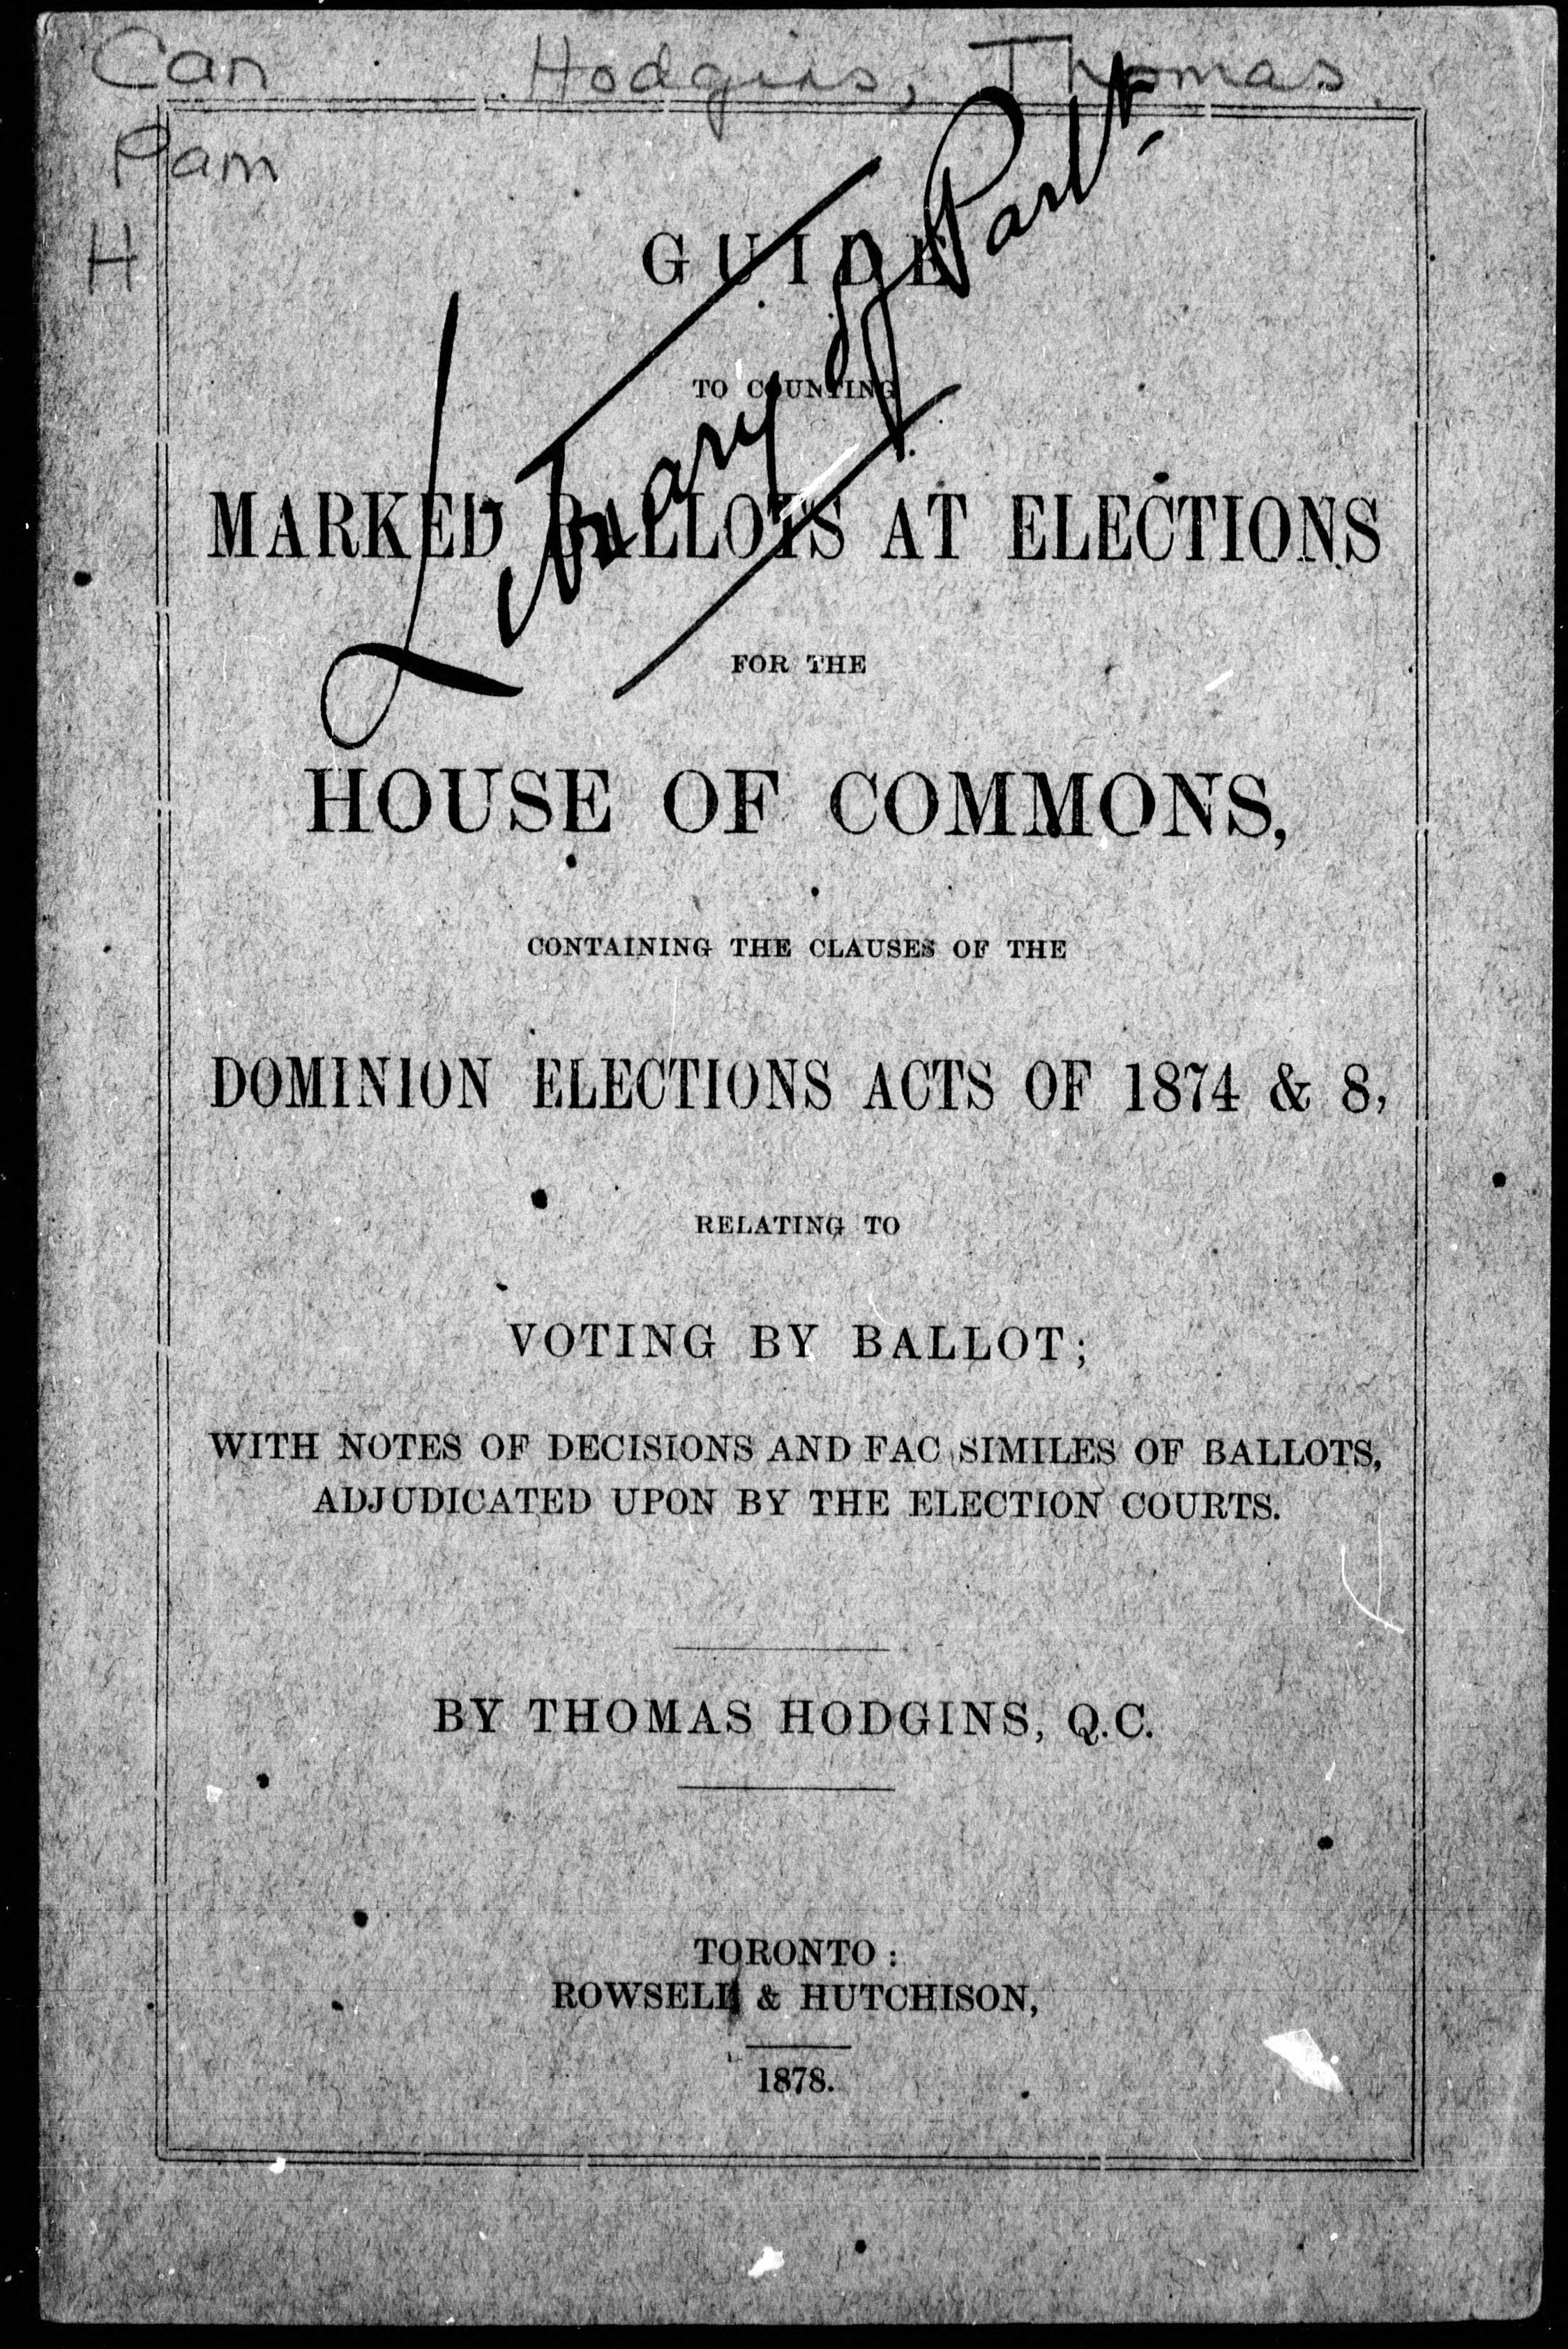 Can Hodgins, Thomas.
Pam
H
Library of Parlt.
GUIDE
TO COUNTING
MARKED BALLOTS AT ELECTIONS
FOR THE
HOUSE OF COMMONS,
CONTAINING THE CLAUSES OF THE
DOMINION ELECTIONS ACTS OF 1874 & 8,
RELATING TO
VOTING BY BALLOT;
WITH NOTES OF DECISIONS AND FAC SIMILES OF BALLOTS,
ADJUDICATED UPON BY THE ELECTION COURTS.
BY THOMAS HODGINS, Q.C.
TORONTO:
ROWSELL & HUTCHISON,
1878.